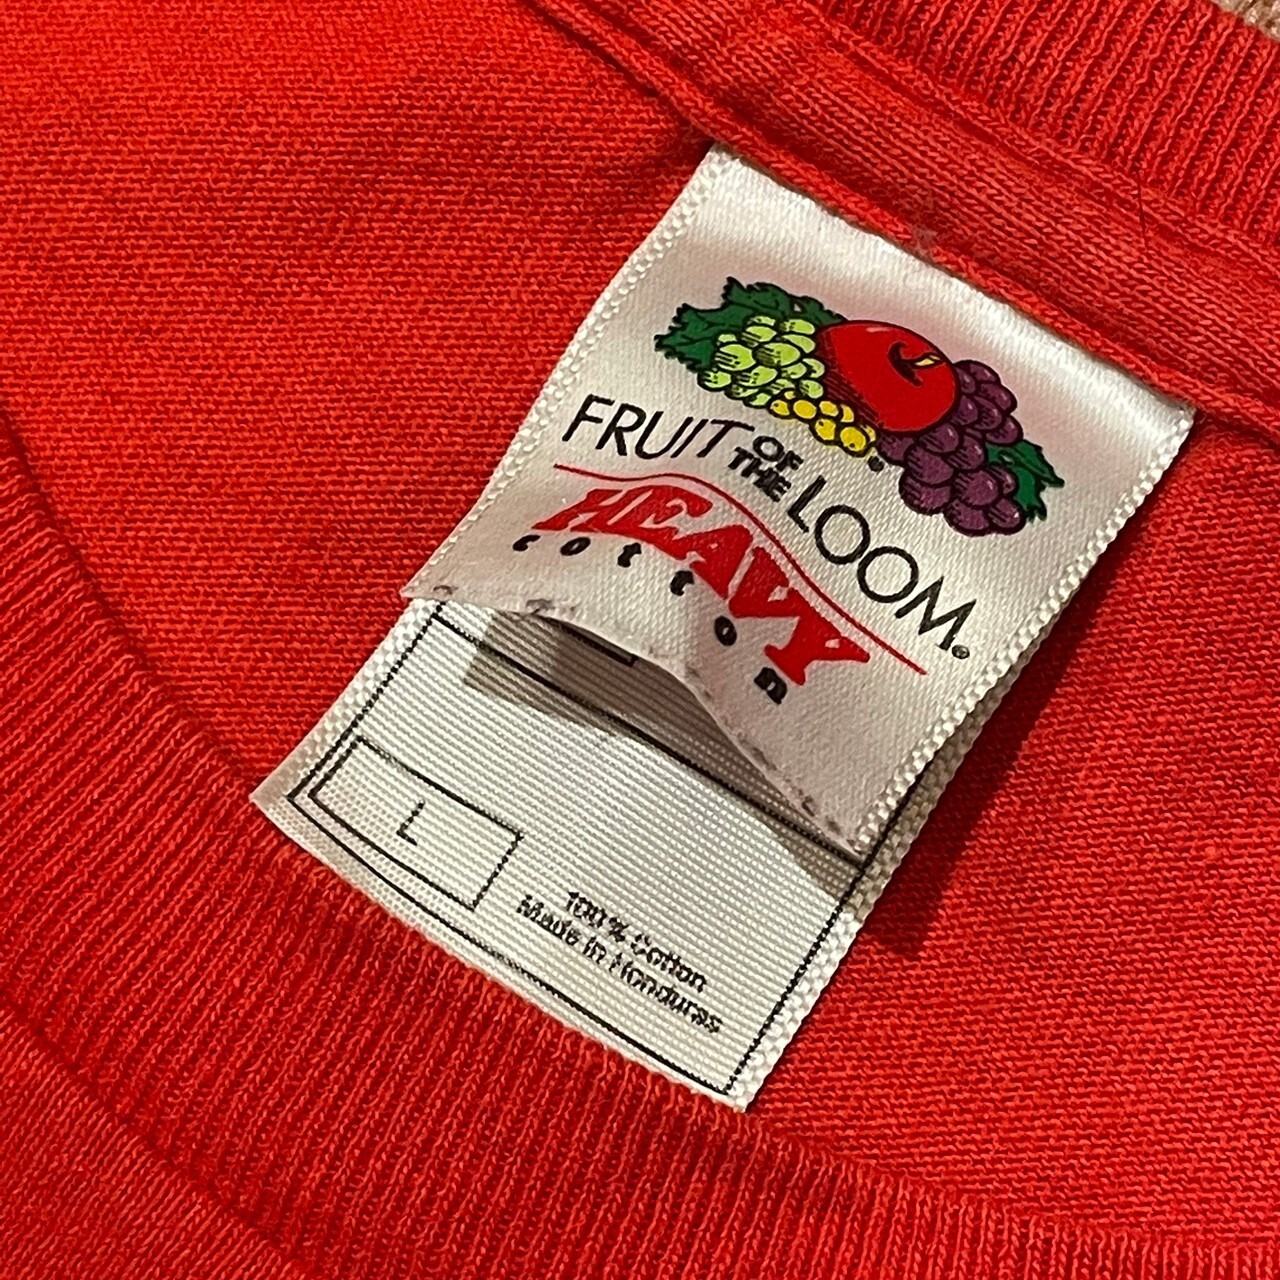 FRUIT OF THE LOOM®
HEAVY
cotton
L
100% Cotton
Made in Honduras